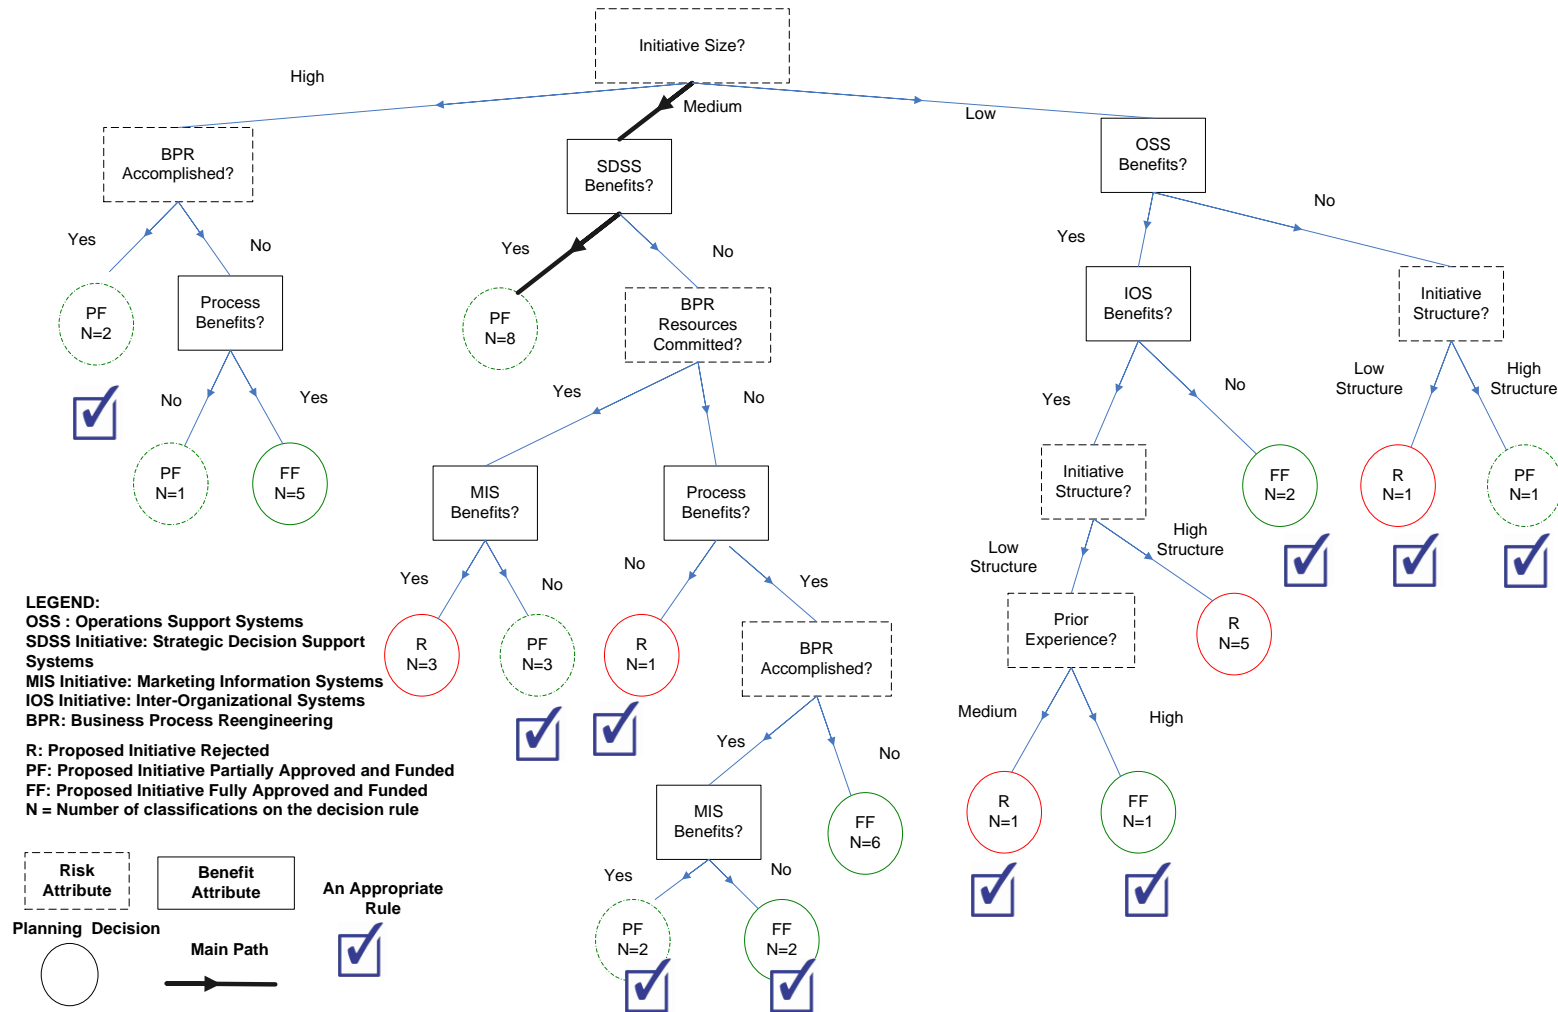 Initiative Size?
High
Medium
Low
BPR
Accomplished?
SDSS
Benefits?
OSS
Benefits?
Yes
No
Yes
No
Yes
No
PF
N=2
Process
Benefits?
PF
N=8
BPR
Resources
Committed?
IOS
Benefits?
Initiative
Structure?
No
Yes
Yes
No
Yes
No
Low
Structure
High
Structure
PF
N=1
FF
N=5
MIS
Benefits?
Process
Benefits?
Initiative
Structure?
FF
N=2
R
N=1
PF
N=1
Yes
No
No
Yes
Low
Structure
High
Structure
R
N=3
PF
N=3
R
N=1
BPR
Accomplished?
Prior
Experience?
R
N=5
Yes
No
Medium
High
MIS
Benefits?
FF
N=6
R
N=1
FF
N=1
Yes
No
PF
N=2
FF
N=2
LEGEND:
OSS : Operations Support Systems
SDSS Initiative: Strategic Decision Support
Systems
MIS Initiative: Marketing Information Systems
IOS Initiative: Inter-Organizational Systems
BPR: Business Process Reengineering
R: Proposed Initiative Rejected
PF: Proposed Initiative Partially Approved and Funded
FF: Proposed Initiative Fully Approved and Funded
N = Number of classifications on the decision rule
Risk
Attribute
Benefit
Attribute
An Appropriate
Rule
Planning Decision
Main Path